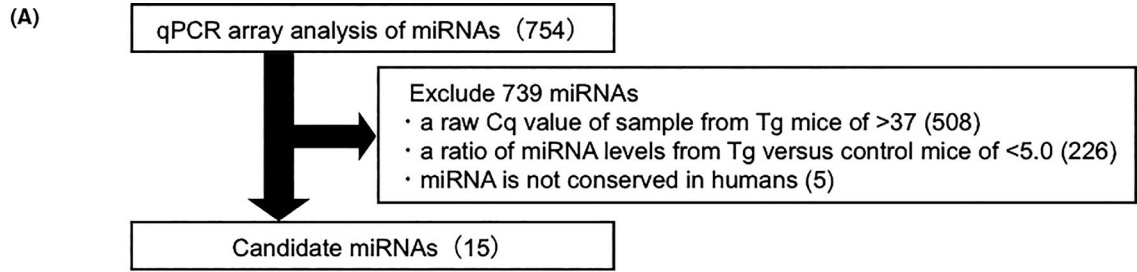 (A)
qPCR array analysis of miRNAs（754）
Exclude 739 miRNAs
・a raw Cq value of sample from Tg mice of >37 (508)
・a ratio of miRNA levels from Tg versus control mice of <5.0 (226)
・miRNA is not conserved in humans (5)
Candidate miRNAs（15）